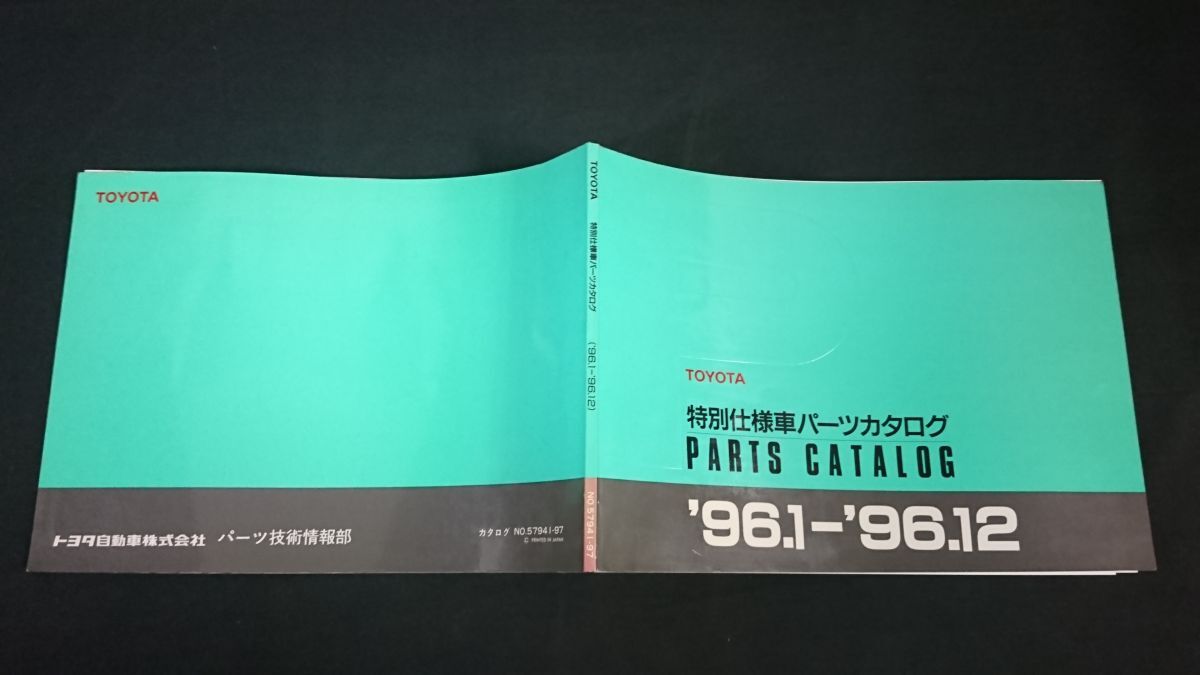 TOYOTA
トヨタ自動車株式会社 パーツ技術情報部
カタログ NO.57941-97
© PRINTED IN JAPAN
TOYOTA 特別仕様車パーツカタログ ('96.1-'96.12) NO.57941-97
TOYOTA
特別仕様車パーツカタログ
PARTS CATALOG
'96.1-'96.12